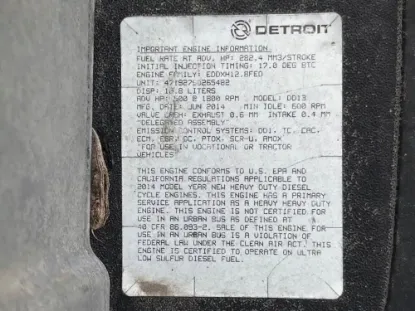 DETROIT
IMPORTANT ENGINE INFORMATION
FUEL RATE AT ADV. HP: 282.4 MM3/STROKE
INITIAL INJECTION TIMING: 17.0 DEG BTC
ENGINE FAMILY: EDDXH12.8FED
UNIT:
DISP: 12.8 LITERS
ADV HP: 500 @ 1800 RPM MODEL: DD13
MFG. DATE: JUN 2014 MIN IDLE: 600 RPM
VALVE LASH: EXHAUST 0.6 MM INTAKE 0.4 MM
"DELEGATED ASSEMBLY"
EMISSION CONTROL SYSTEMS: DDI, TC, CAC,
ECM, EGR, OC, PTOX, SCR-U, AMOX
"FOR USE IN VOCATIONAL OR TRACTOR
VEHICLES"
THIS ENGINE CONFORMS TO U.S. EPA AND
CALIFORNIA REGULATIONS APPLICABLE TO
2014 MODEL YEAR NEW HEAVY DUTY DIESEL
CYCLE ENGINES. THIS ENGINE HAS A PRIMARY
SERVICE APPLICATION AS A HEAVY HEAVY DUTY
ENGINE. THIS ENGINE IS NOT CERTIFIED FOR
USE IN AN URBAN BUS AS DEFINED AT
40 CFR 86.093-2. SALE OF THIS ENGINE FOR
USE IN AN URBAN BUS IS A VIOLATION OF
FEDERAL LAW UNDER THE CLEAN AIR ACT. THIS
ENGINE IS CERTIFIED TO OPERATE ON ULTRA
LOW SULFUR DIESEL FUEL.